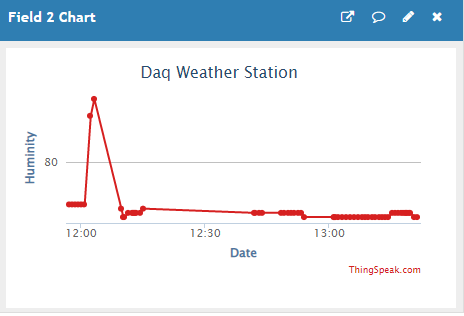 Field 2 Chart
Daq Weather Station
Huminity
80
12:00 12:30 13:00
Date
ThingSpeak.com